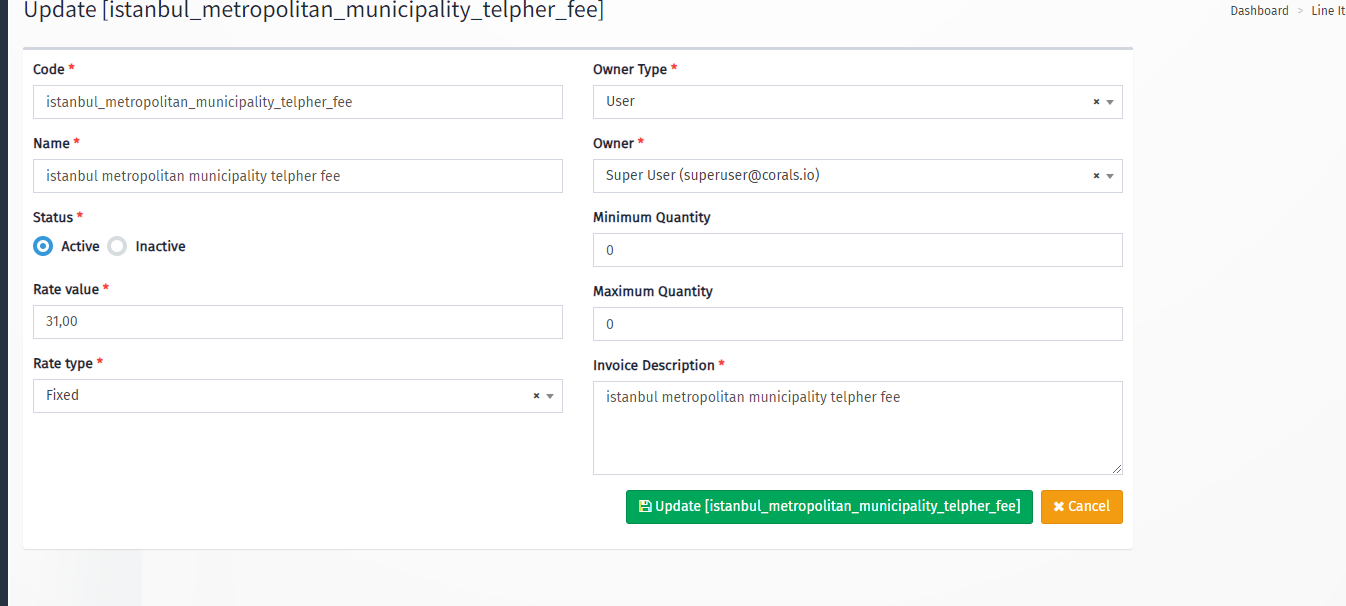 Update [istanbul_metropolitan_municipality_telpher_fee]
Dashboard > Line It
Code *
istanbul_metropolitan_municipality_telpher_fee
Name *
istanbul metropolitan municipality telpher fee
Status *
Active Inactive
Rate value *
31,00
Rate type *
Fixed × 
Owner Type *
User ×
Owner *
Super User (superuser@corals.io) ×
Minimum Quantity
0
Maximum Quantity
0
Invoice Description *
istanbul metropolitan municipality telpher fee
Update [istanbul_metropolitan_municipality_telpher_fee]
Cancel